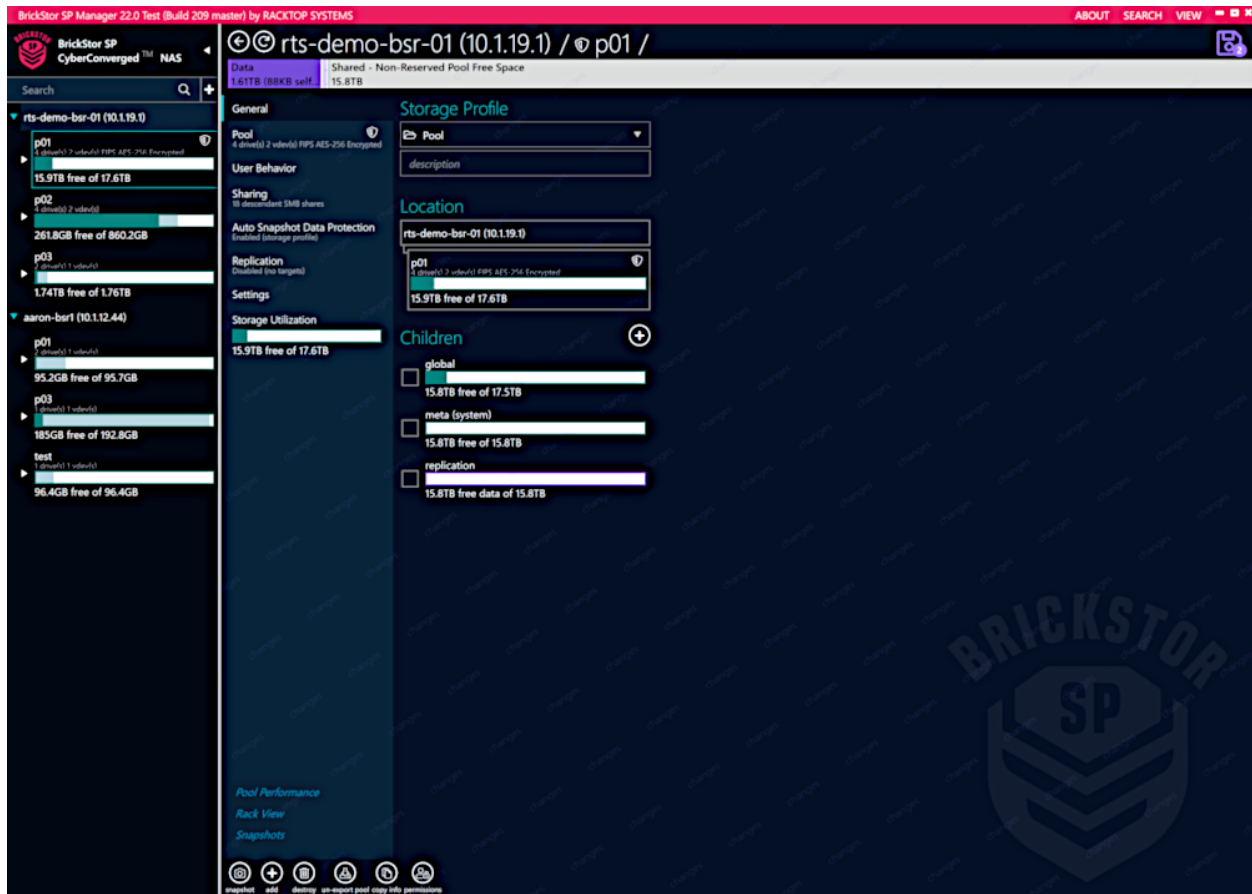 BrickStor SP Manager 22.0 Test (Build 209 master) by RACKTOP SYSTEMS
ABOUT SEARCH VIEW
BRICKSTOR
SP
BrickStor SP
CyberConverged™ NAS
Search
rts-demo-bsr-01 (10.1.19.1)
p01
4 drive(s) 2 vdev(s) FIPS AES-256 Encrypted
15.9TB free of 17.6TB
p02
4 drive(s) 2 vdev(s)
261.8GB free of 860.2GB
p03
2 drive(s) 1 vdev(s)
1.74TB free of 1.76TB
aaron-bsr1 (10.1.12.44)
p01
2 drive(s) 1 vdev(s)
95.2GB free of 95.7GB
p03
1 drive(s) 1 vdev(s)
185GB free of 192.8GB
test
1 drive(s) 1 vdev(s)
96.4GB free of 96.4GB
rts-demo-bsr-01 (10.1.19.1) / p01 /
2
Data
1.61TB (88KB self...
Shared - Non-Reserved Pool Free Space
15.8TB
General
Pool
4 drive(s) 2 vdev(s) FIPS AES-256 Encrypted
User Behavior
Sharing
18 descendant SMB shares
Auto Snapshot Data Protection
Enabled (storage profile)
Replication
Disabled (no targets)
Settings
Storage Utilization
15.9TB free of 17.6TB
Pool Performance
Rack View
Snapshots
Storage Profile
Pool
description
Location
rts-demo-bsr-01 (10.1.19.1)
p01
4 drive(s) 2 vdev(s) FIPS AES-256 Encrypted
15.9TB free of 17.6TB
Children
global
15.8TB free of 17.5TB
meta (system)
15.8TB free of 15.8TB
replication
15.8TB free data of 15.8TB
snapshot add destroy un-export pool copy info permissions
BRICKSTOR
SP